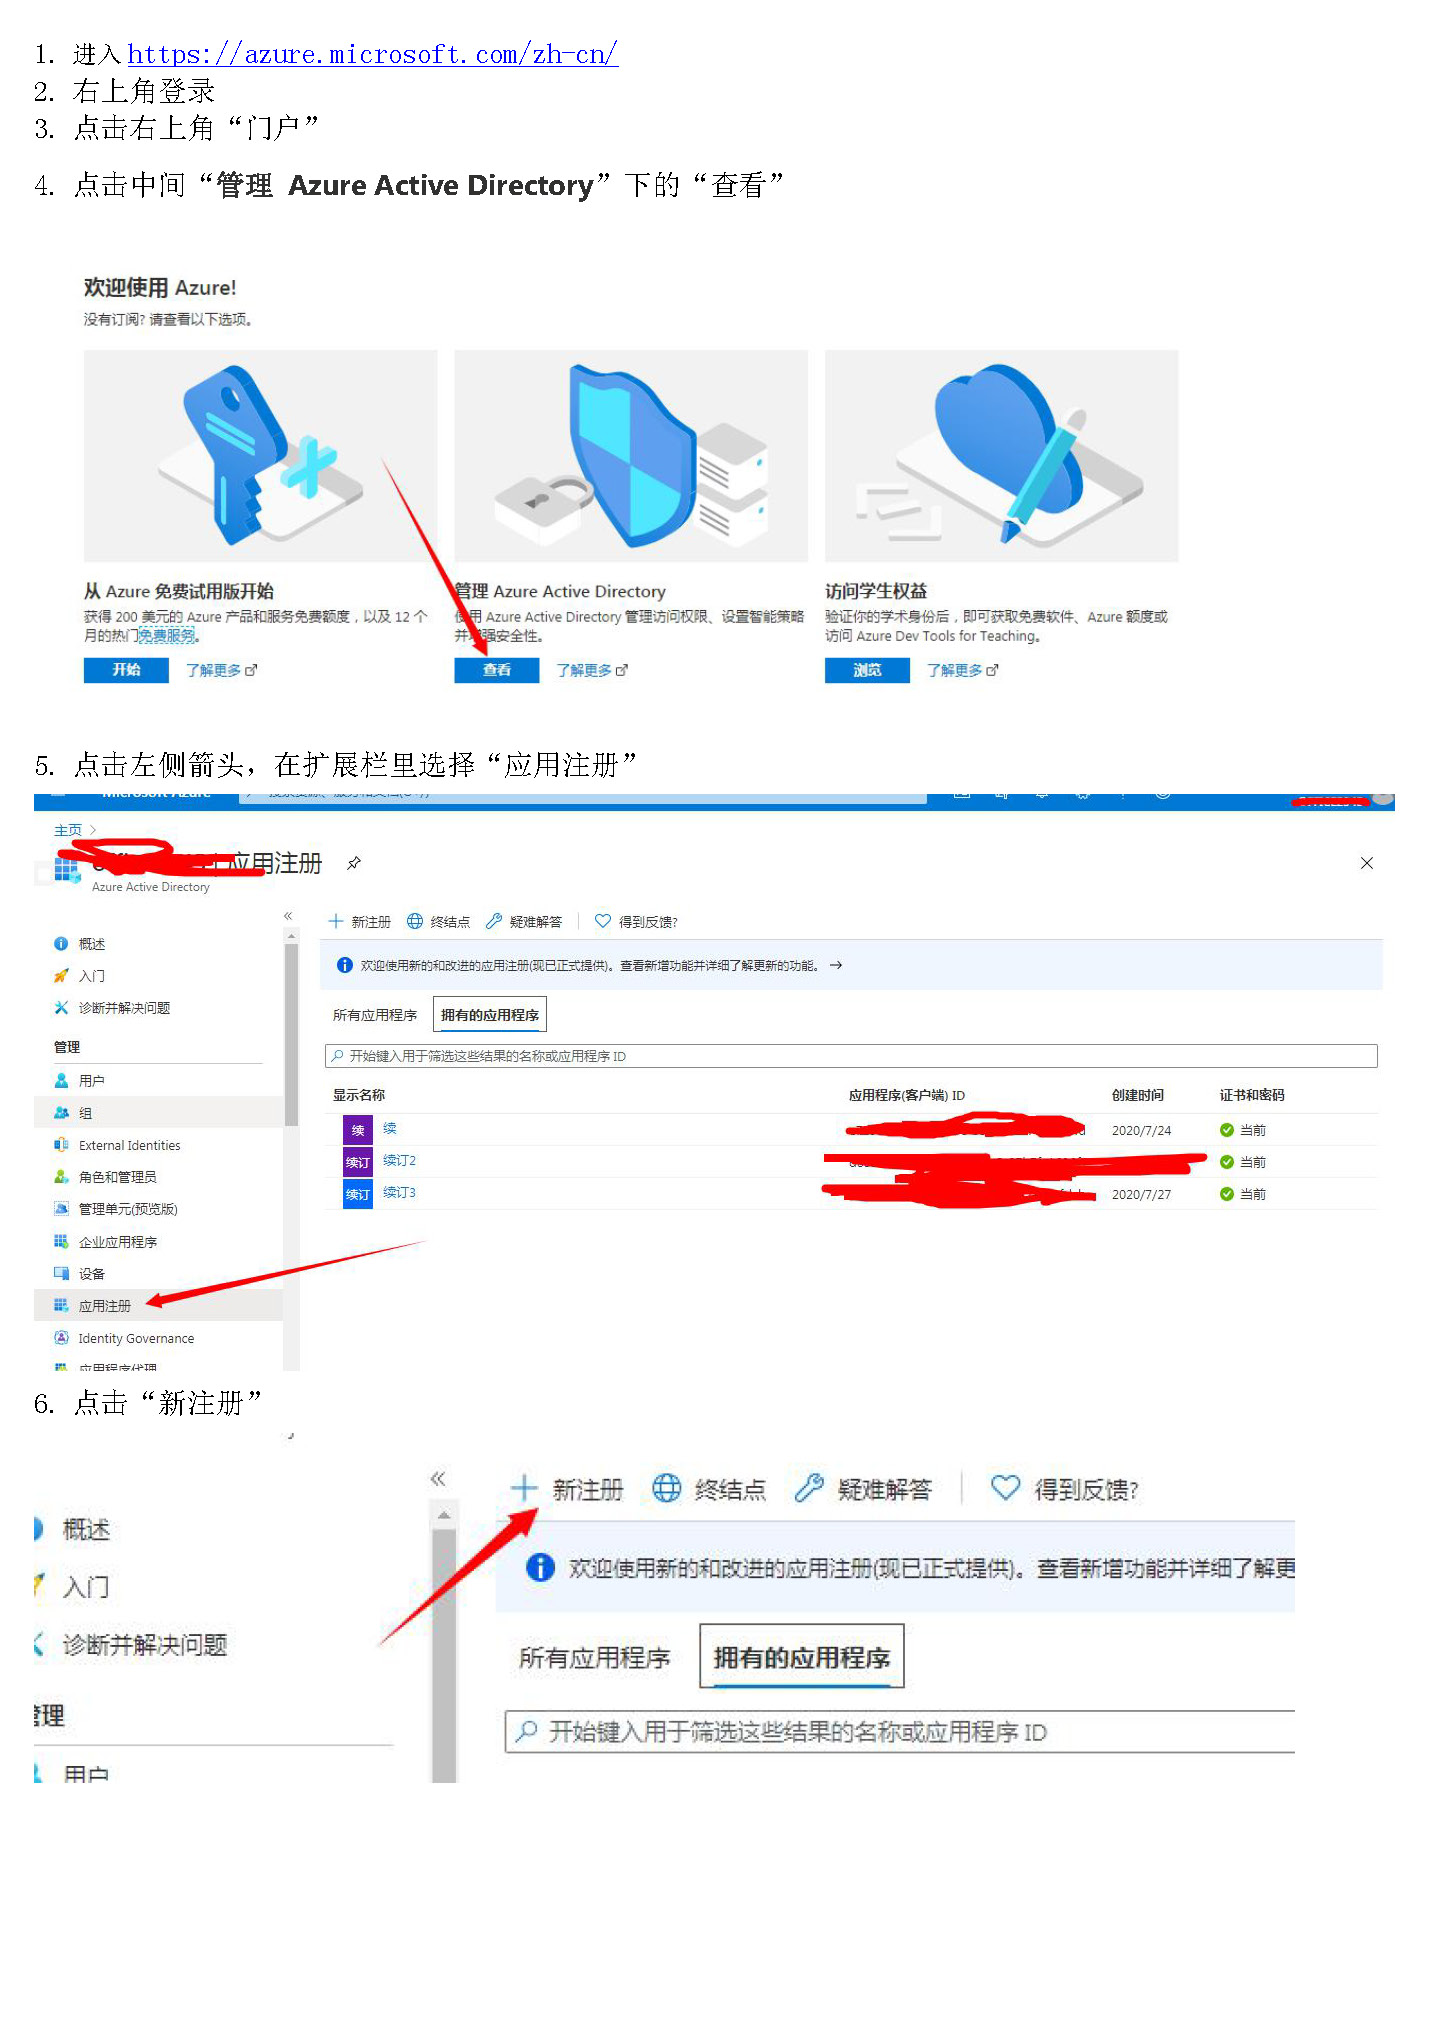 1. 进入 https://azure.microsoft.com/zh-cn/
2. 右上角登录
3. 点击右上角“门户”
4. 点击中间“管理 Azure Active Directory”下的“查看”
欢迎使用 Azure!
没有订阅? 请查看以下选项。
从 Azure 免费试用版开始
获得 200 美元的 Azure 产品和服务免费额度，以及 12 个
月的热门免费服务。
开始 了解更多
管理 Azure Active Directory
使用 Azure Active Directory 管理访问权限、设置智能策略
并增强安全性。
查看 了解更多
访问学生权益
验证你的学术身份后，即可获取免费软件、Azure 额度或
访问 Azure Dev Tools for Teaching。
浏览 了解更多
5. 点击左侧箭头，在扩展栏里选择“应用注册”
Microsoft Azure
主页 >
应用注册
Azure Active Directory
«
概述
入门
诊断并解决问题
管理
用户
组
External Identities
角色和管理员
管理单元(预览版)
企业应用程序
设备
应用注册
Identity Governance
应用程序代理
新注册 终结点 疑难解答 得到反馈?
欢迎使用新的和改进的应用注册(现已正式提供)。查看新增功能并详细了解更新的功能。 →
所有应用程序 拥有的应用程序
开始键入用于筛选这些结果的名称或应用程序 ID
显示名称 应用程序(客户端) ID 创建时间 证书和密码
续 续 2020/7/24 当前
续订 续订2 当前
续订 续订3 2020/7/27 当前
6. 点击“新注册”
«
概述
入门
诊断并解决问题
管理
用户
新注册 终结点 疑难解答 得到反馈?
欢迎使用新的和改进的应用注册(现已正式提供)。查看新增功能并详细了解更
所有应用程序 拥有的应用程序
开始键入用于筛选这些结果的名称或应用程序 ID